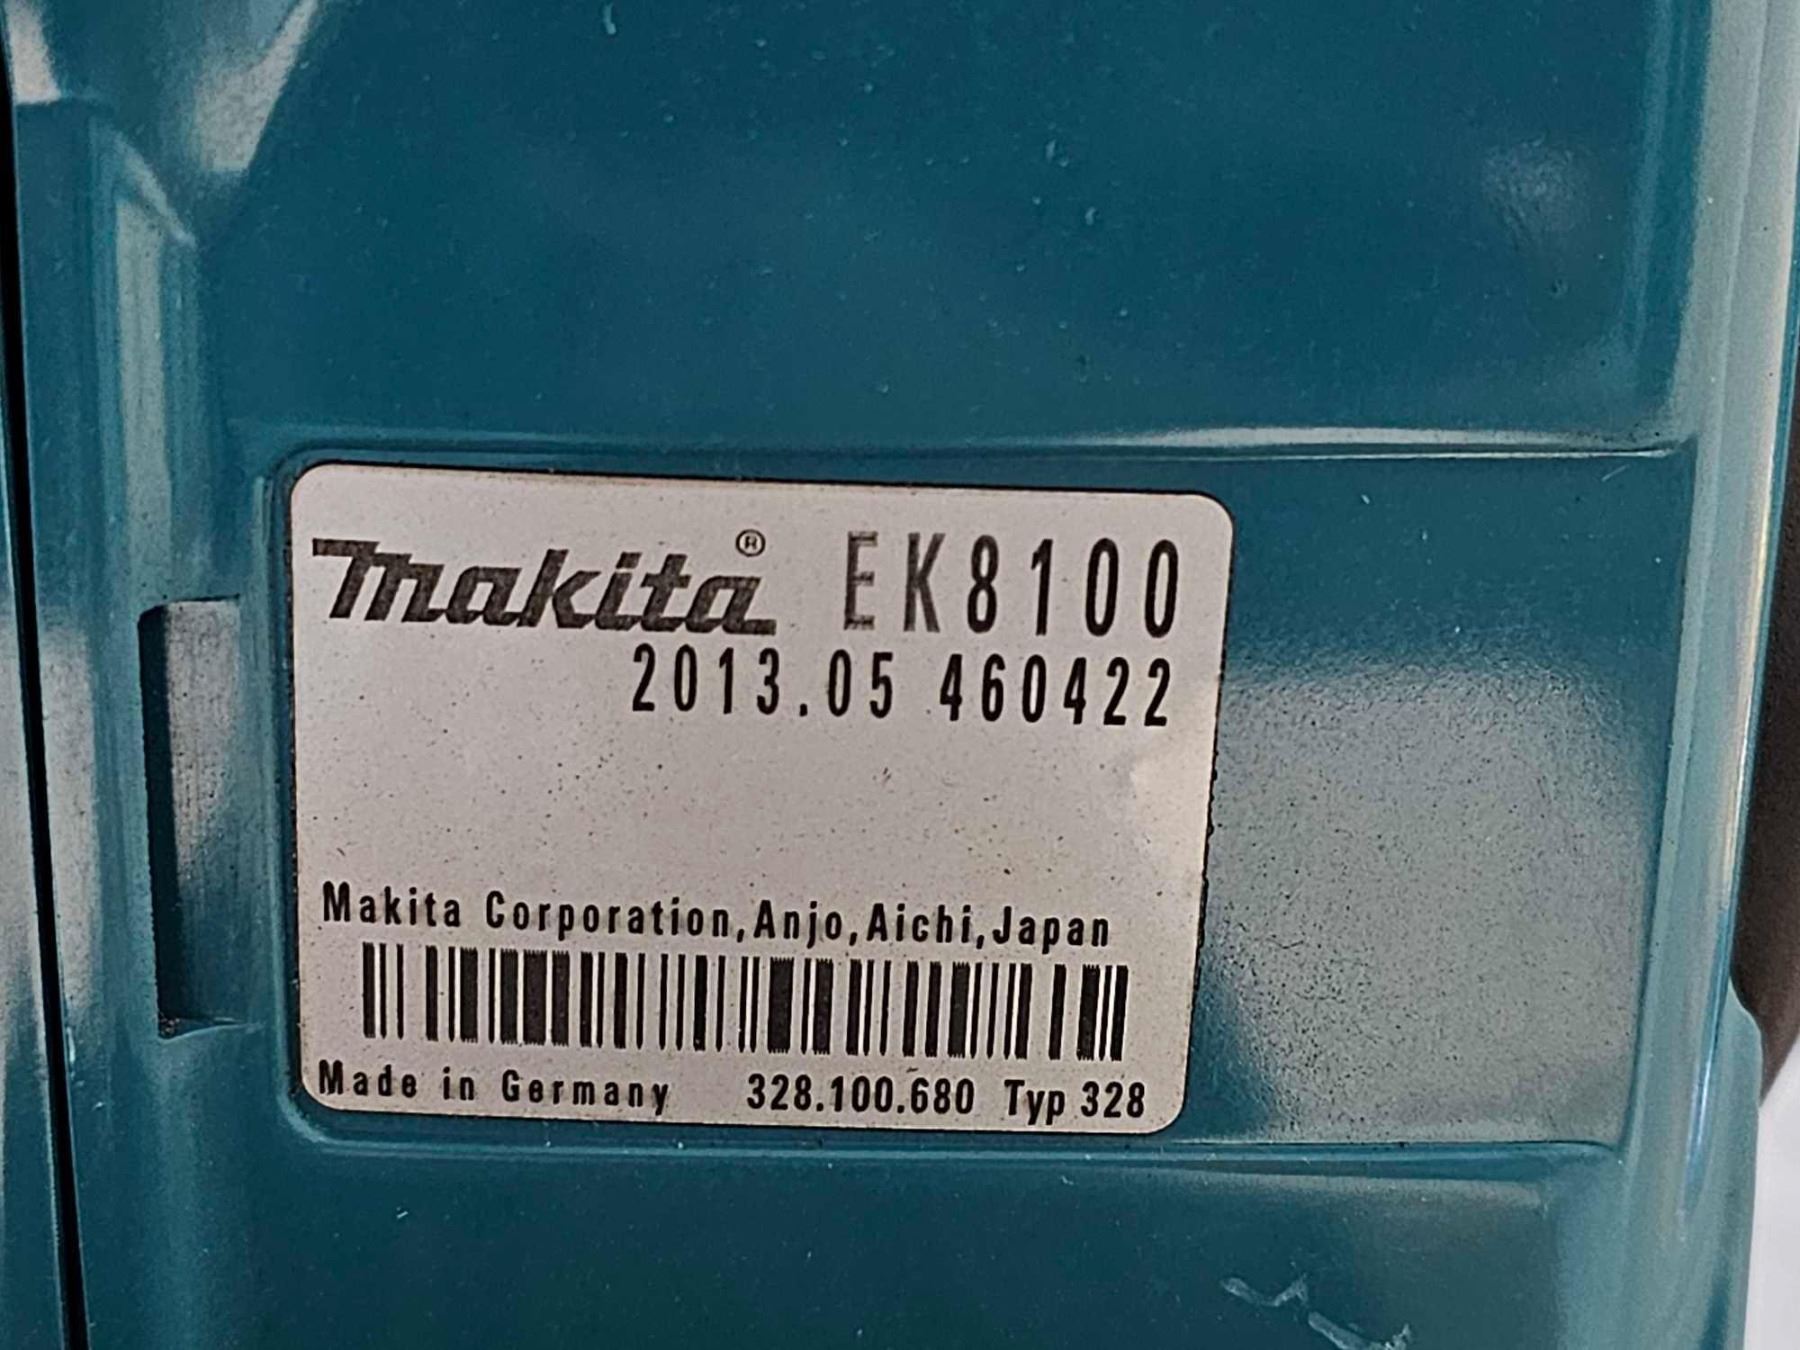 makita® EK8100
2013.05 460422
Makita Corporation,Anjo,Aichi,Japan
Made in Germany 328.100.680 Typ 328